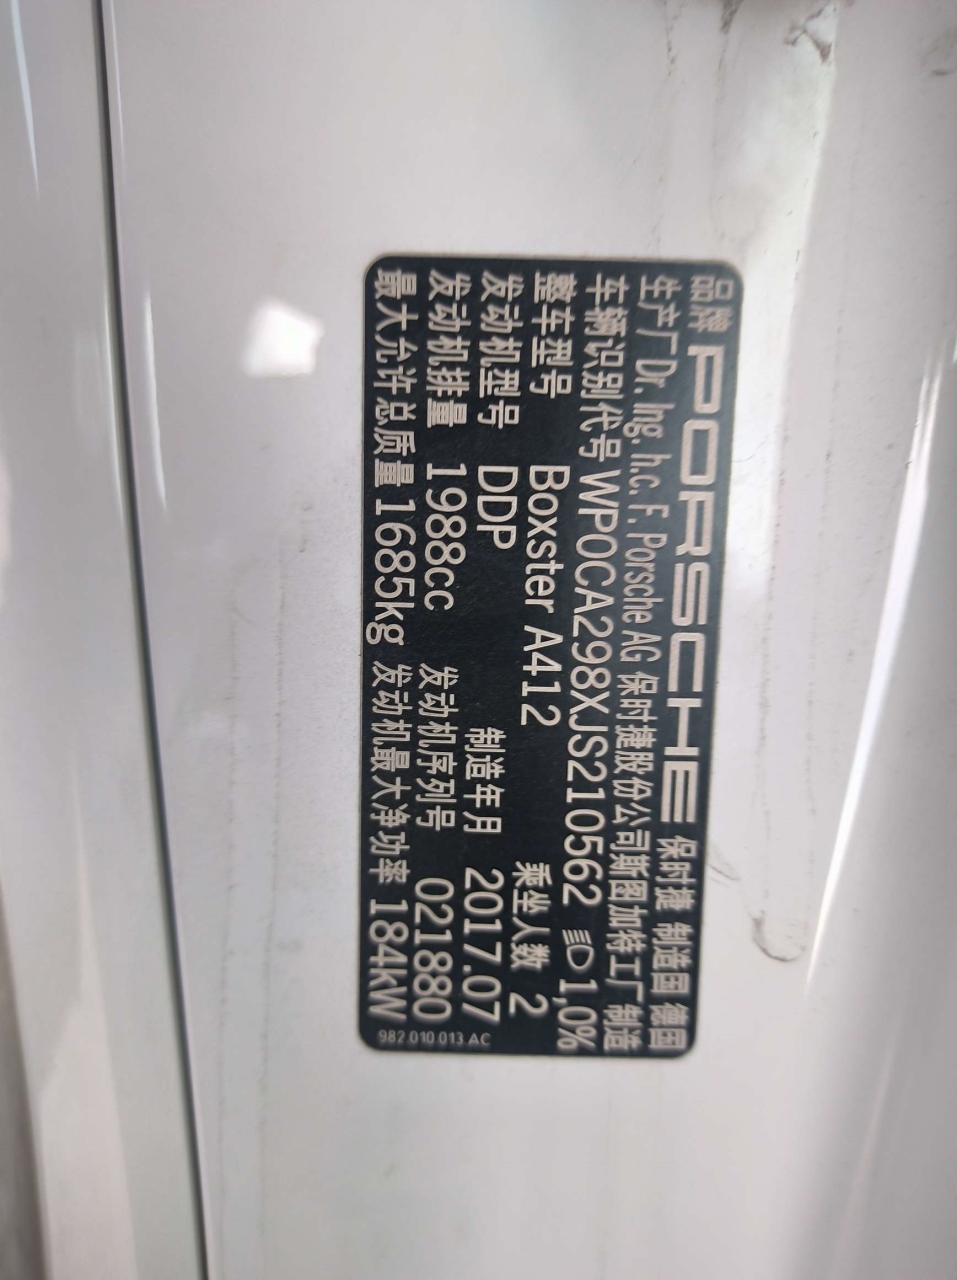 品牌 PORSCHE 保时捷 制造国 德国
生产厂 Dr. Ing. h.c. F. Porsche AG 保时捷股份公司斯图加特工厂制造
车辆识别代号 WP0CA298XJS210562 1,0%
整车型号 Boxster A412 乘坐人数 2
发动机型号 DDP 制造年月 2017.07
发动机排量 1988cc 发动机序列号 021880
最大允许总质量 1685kg 发动机最大净功率 184kW
982.010.013.AC